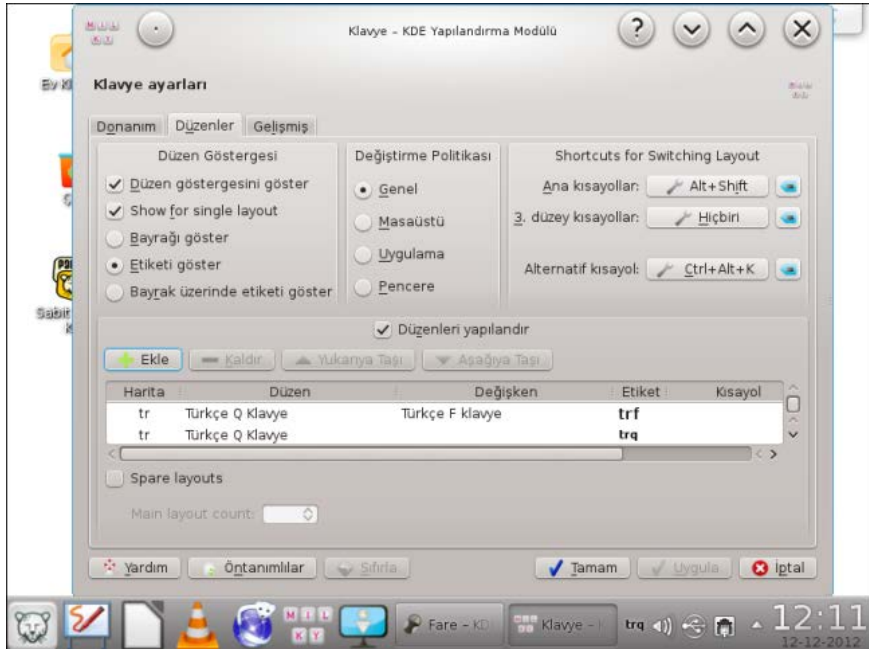 Klavye – KDE Yapılandırma Modülü
Klavye ayarları
Donanım Düzenler Gelişmiş
Düzen Göstergesi
Düzen göstergesini göster
Show for single layout
Bayrağı göster
Etiketi göster
Bayrak üzerinde etiketi göster
Değiştirme Politikası
Genel
Masaüstü
Uygulama
Pencere
Shortcuts for Switching Layout
Ana kısayollar: Alt+Shift
3. düzey kısayollar: Hiçbiri
Alternatif kısayol: Ctrl+Alt+K
Düzenleri yapılandır
Ekle Kaldır Yukarıya Taşı Aşağıya Taşı
Harita Düzen Değişken Etiket Kısayol
tr Türkçe Q Klavye Türkçe F klavye trf
tr Türkçe Q Klavye trq
Spare layouts
Main layout count:
Yardım Öntanımlılar Sıfırla Tamam Uygula İptal
Ev
Sabit
MILKY
Fare – KD
Klavye – K
trq
12:11
12-12-2012